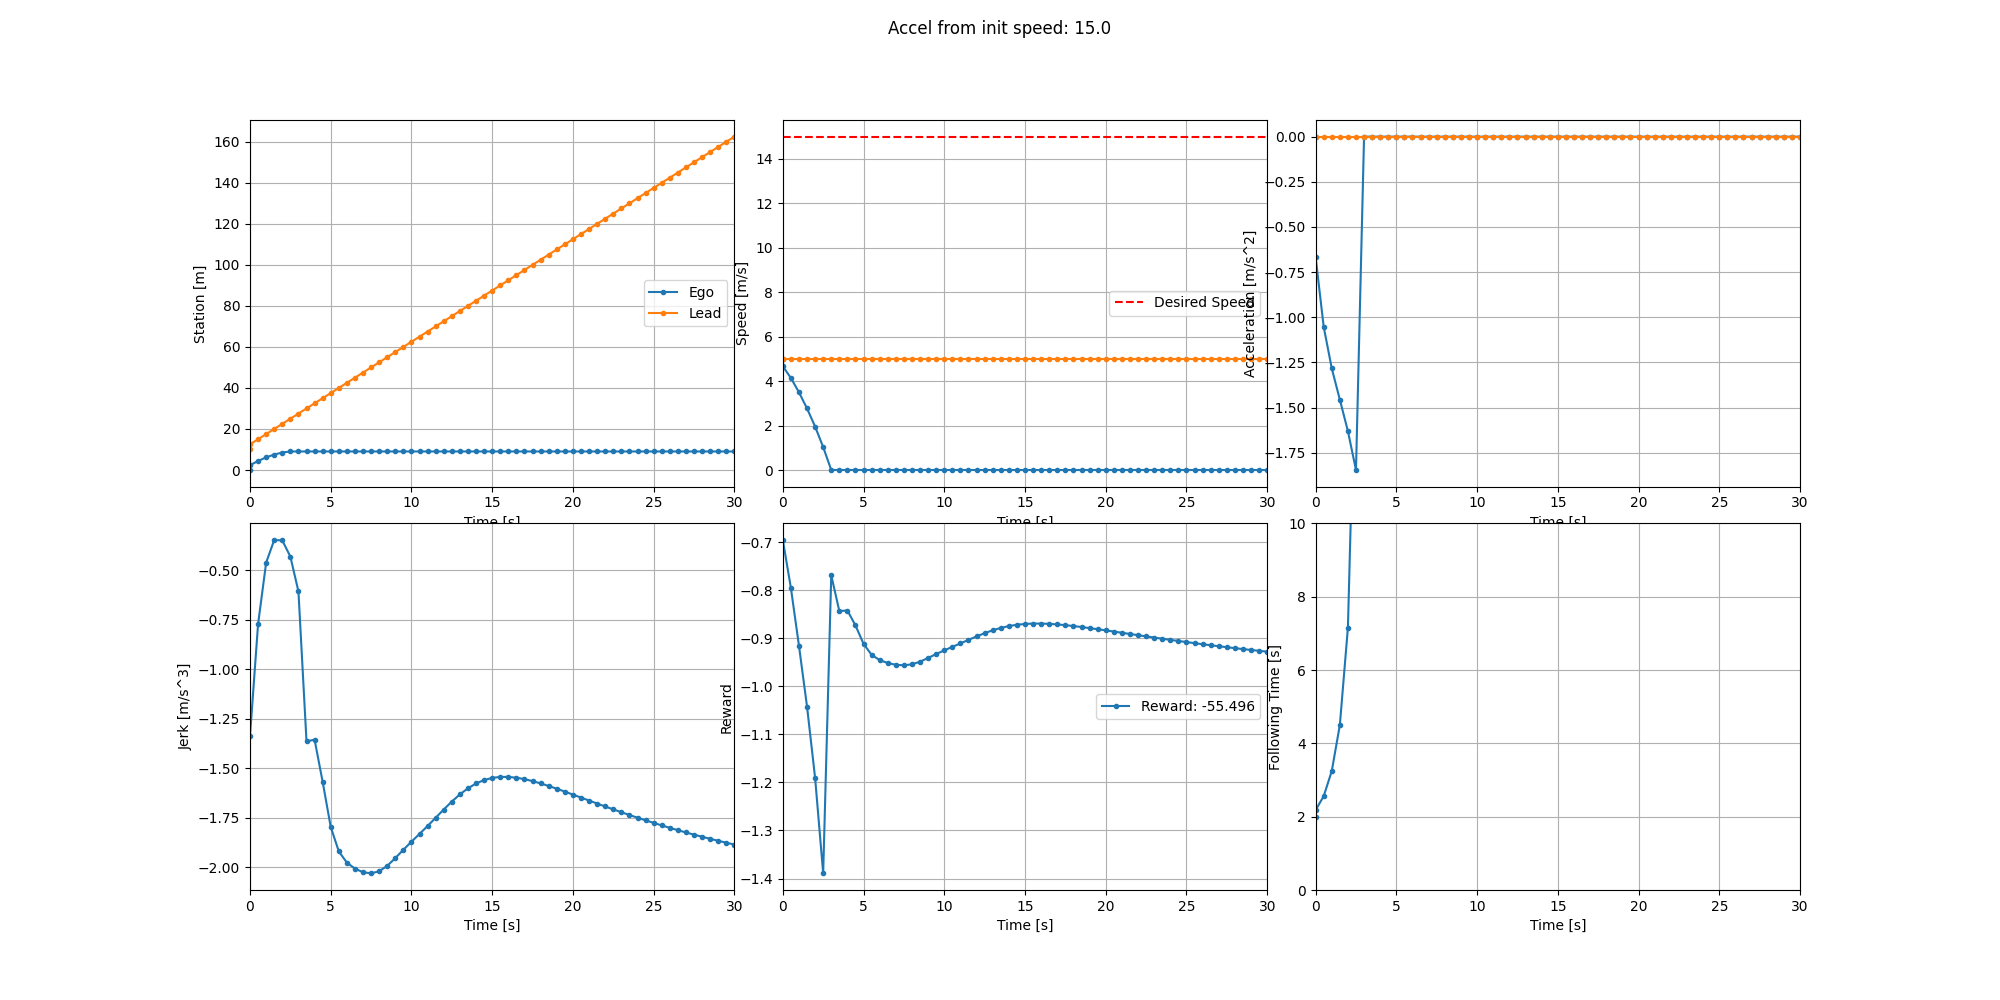 Accel from init speed: 15.0
160
140
120
100
80
60
40
20
0
Station [m]
Ego
Lead
0 5 10 15 20 25 30
Time [s]
14
12
10
8
6
4
2
0
Speed [m/s]
Desired Speed
0 5 10 15 20 25 30
Time [s]
0.00
−0.25
−0.50
−0.75
−1.00
−1.25
−1.50
−1.75
Acceleration [m/s^2]
0 5 10 15 20 25 30
Time [s]
−0.50
−0.75
−1.00
−1.25
−1.50
−1.75
−2.00
Jerk [m/s^3]
0 5 10 15 20 25 30
Time [s]
−0.7
−0.8
−0.9
−1.0
−1.1
−1.2
−1.3
−1.4
Reward
Reward: -55.496
0 5 10 15 20 25 30
Time [s]
10
8
6
4
2
0
Following Time [s]
0 5 10 15 20 25 30
Time [s]